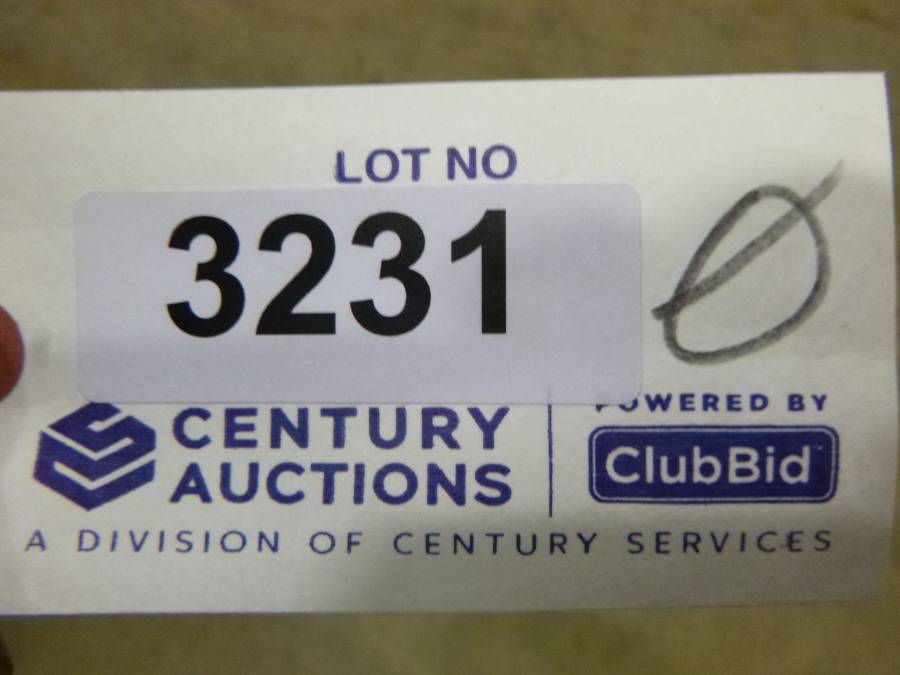 LOT NO
3231
Ø
CENTURY
AUCTIONS
POWERED BY
ClubBid
A DIVISION OF CENTURY SERVICES